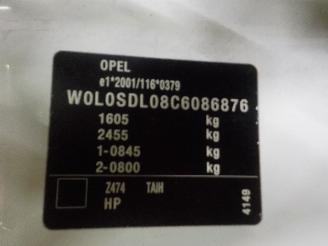 OPEL
e1*2001/116*0379
W0L0SDL08C6086876
1605 kg
2455 kg
1-0845 kg
2-0800 kg
Z474 TAIH
HP
4149